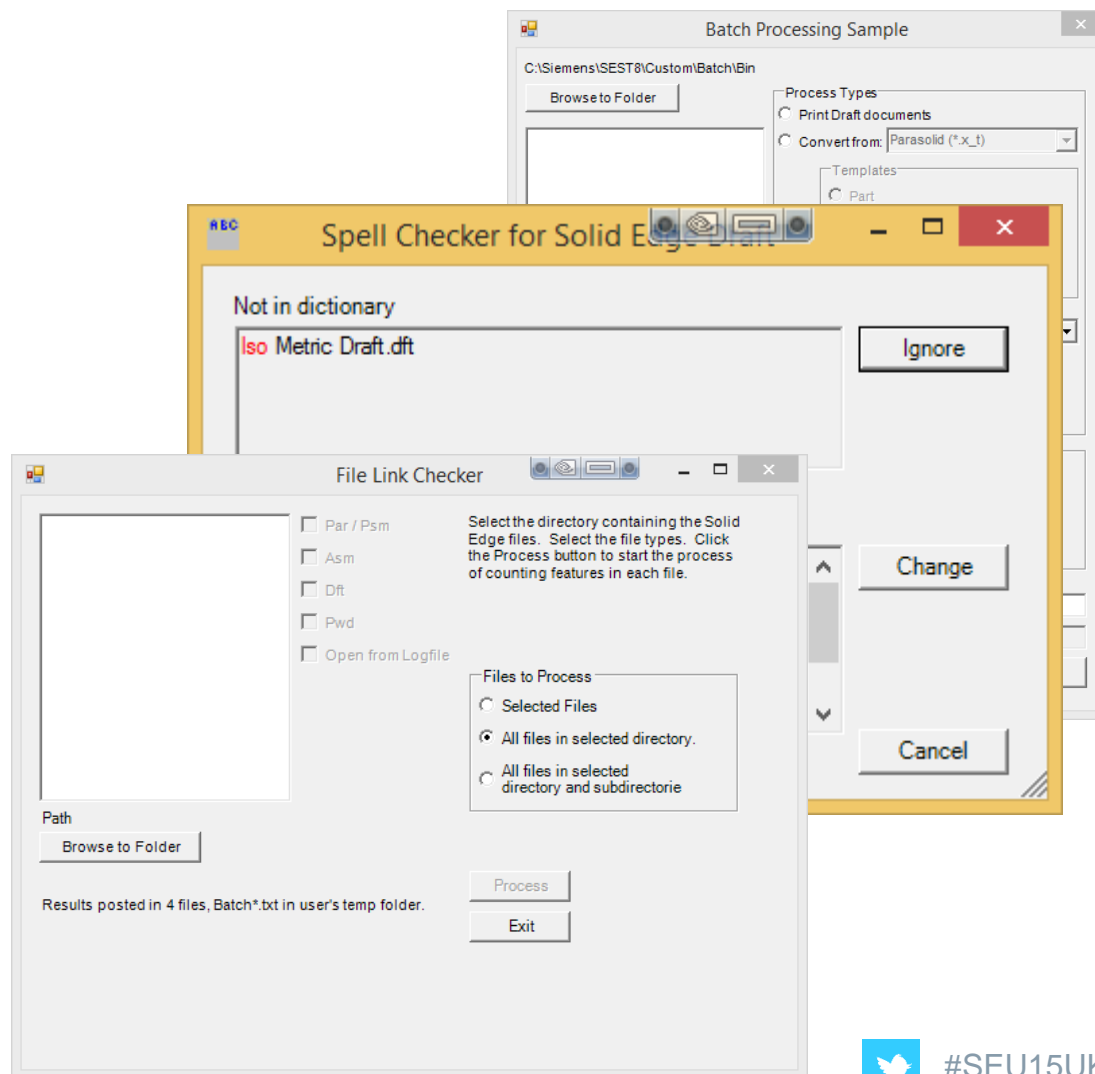 Batch Processing Sample
C:\Siemens\SEST8\Custom\Batch\Bin
Browse to Folder
Process Types
Print Draft documents
Convert from: Parasolid (*.x_t)
Templates
Part
ABC
Spell Checker for Solid Edge Draft
Not in dictionary
Iso Metric Draft.dft
Ignore
Change
Cancel
File Link Checker
Par / Psm
Asm
Dft
Pwd
Open from Logfile
Select the directory containing the Solid
Edge files. Select the file types. Click
the Process button to start the process
of counting features in each file.
Files to Process
Selected Files
All files in selected directory.
All files in selected
directory and subdirectorie
Path
Browse to Folder
Results posted in 4 files, Batch*.txt in user's temp folder.
Process
Exit
#SEU15UK